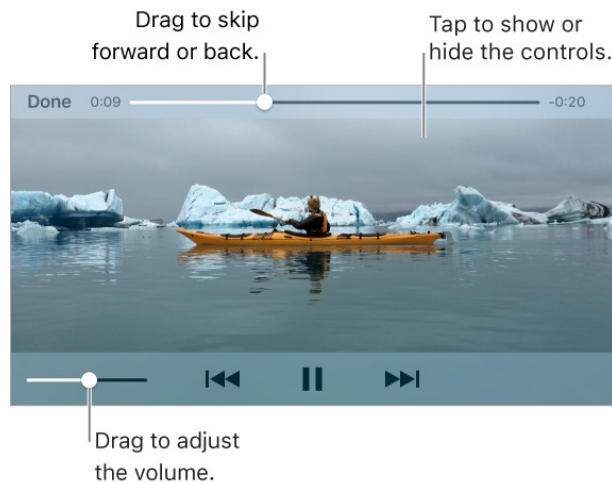 Drag to skip
forward or back.
Tap to show or
hide the controls.
Done 0:09 -0:20
Drag to adjust
the volume.